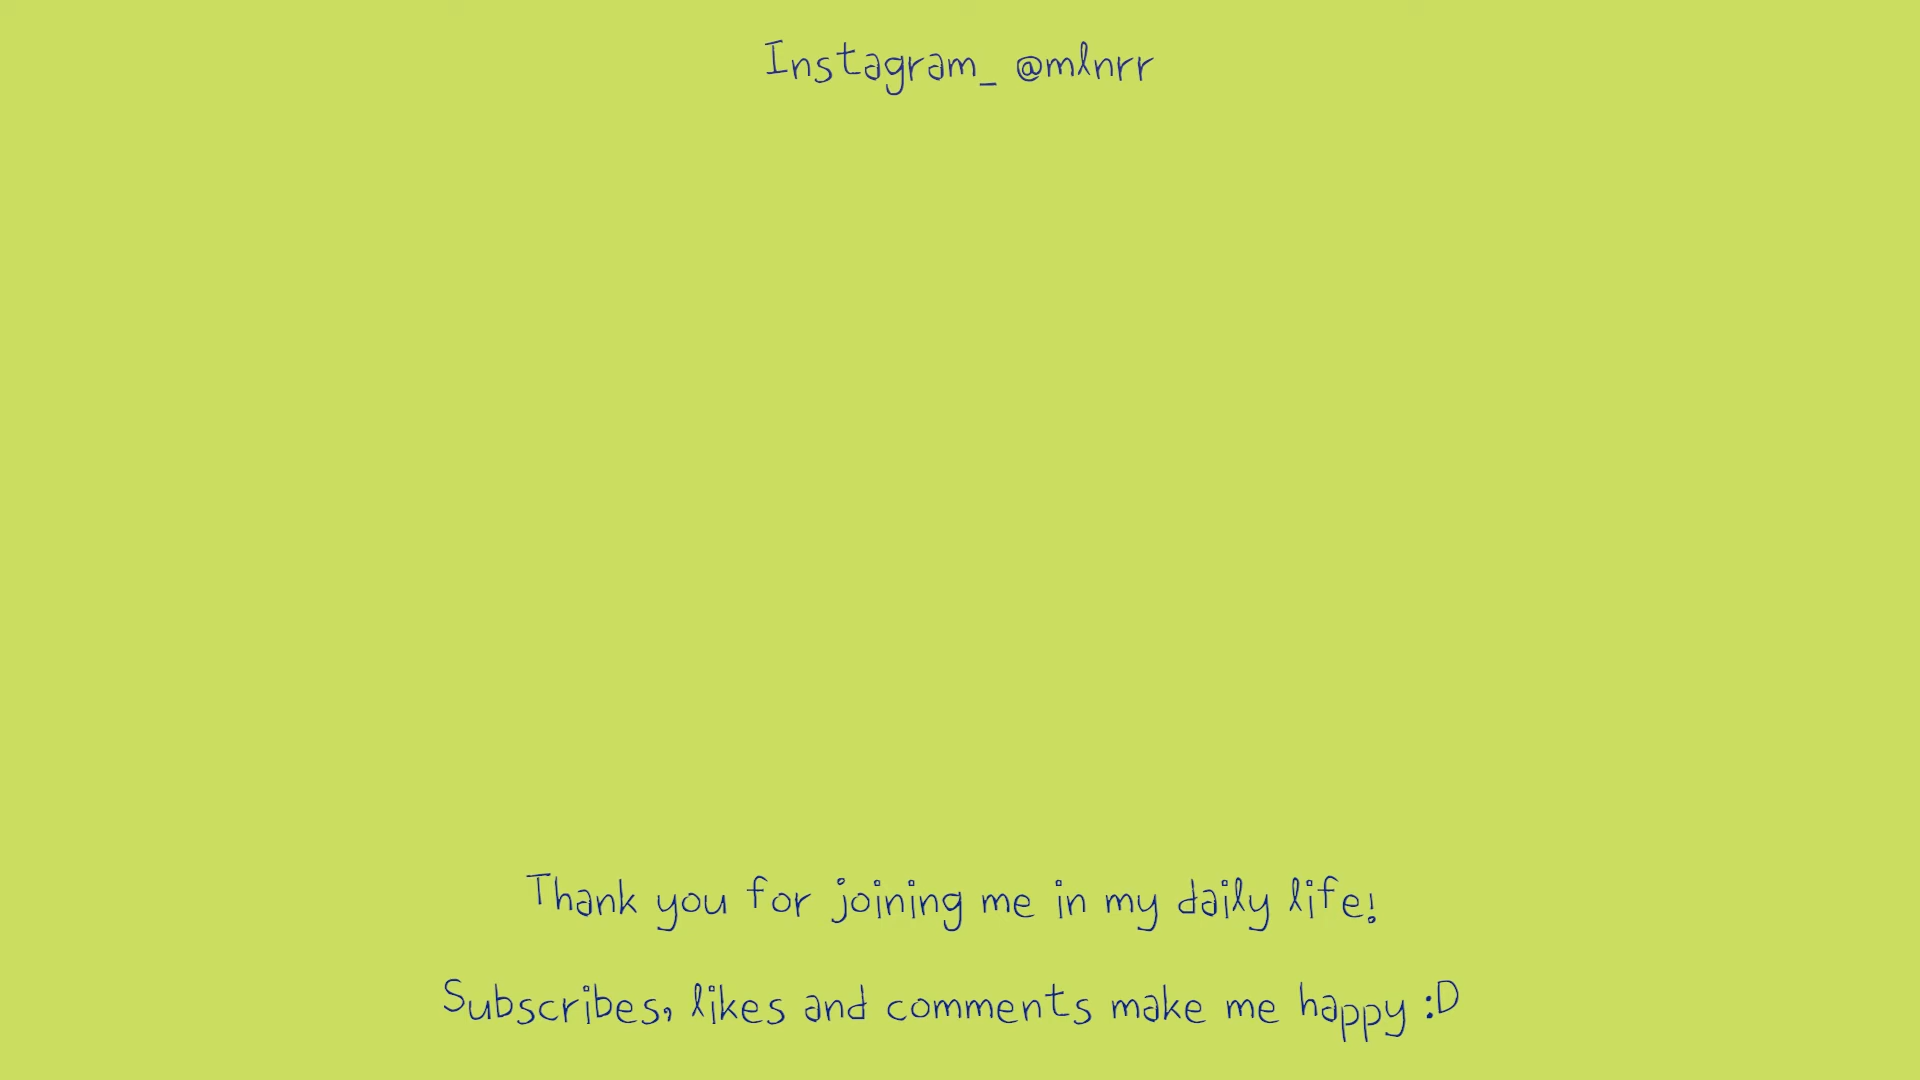 Instagram_ @mlnrr
Thank you for joining me in my daily life!
Subscribes, likes and comments make me happy :D